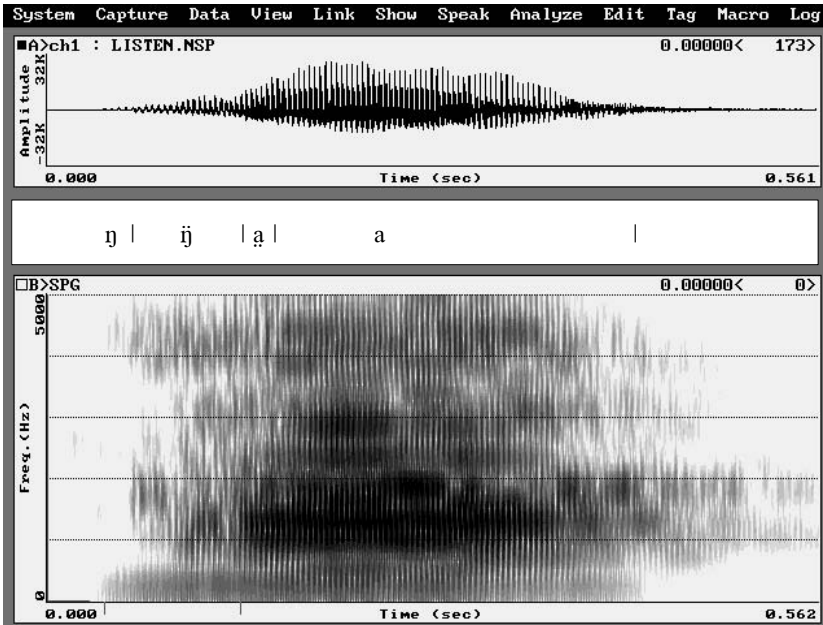 System Capture Data View Link Show Speak Analyze Edit Tag Macro Log
A>ch1 : LISTEN.NSP 0.00000< 173>
Amplitude
32K
-32K
0.000 Time (sec) 0.561
ŋ | ŋ̈ | a̤ | a |
B>SPG 0.00000< 0>
5000
Freq.(Hz)
0
0.000 Time (sec) 0.562